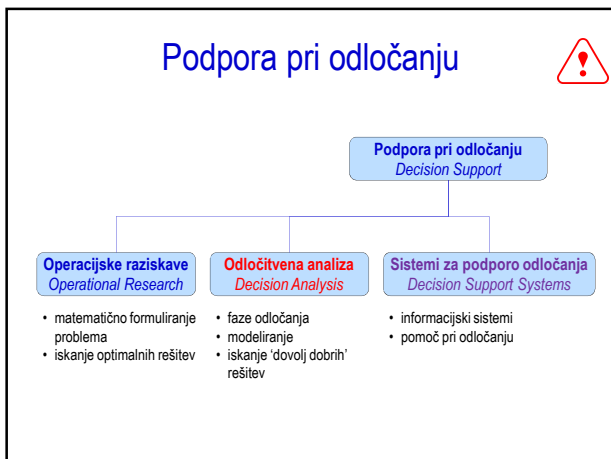 Podpora pri odločanju
!
Podpora pri odločanju
Decision Support
Operacijske raziskave
Operational Research
• matematično formuliranje
problema
• iskanje optimalnih rešitev
Odločitvena analiza
Decision Analysis
• faze odločanja
• modeliranje
• iskanje ‘dovolj dobrih’
rešitev
Sistemi za podporo odločanja
Decision Support Systems
• informacijski sistemi
• pomoč pri odločanju